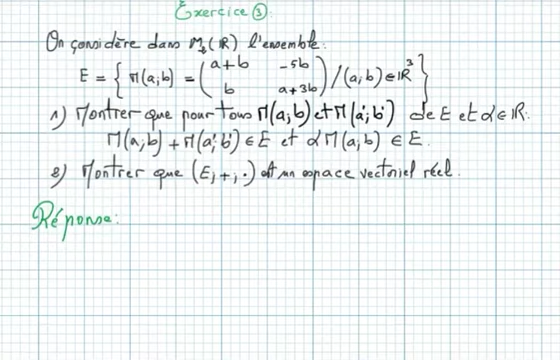 Exercice ③
On considère dans M₂(ℝ) l'ensemble:
E = { M(a;b) = ( a+b -5b
b a+3b ) / (a,b) ∈ ℝ³ }
1) Montrer que pour tous M(a;b) et M(a';b') de E et α ∈ ℝ.
M(a;b) + M(a';b') ∈ E et α M(a;b) ∈ E.
2) Montrer que (E;+;.) est un espace vectoriel réel.
Réponse: